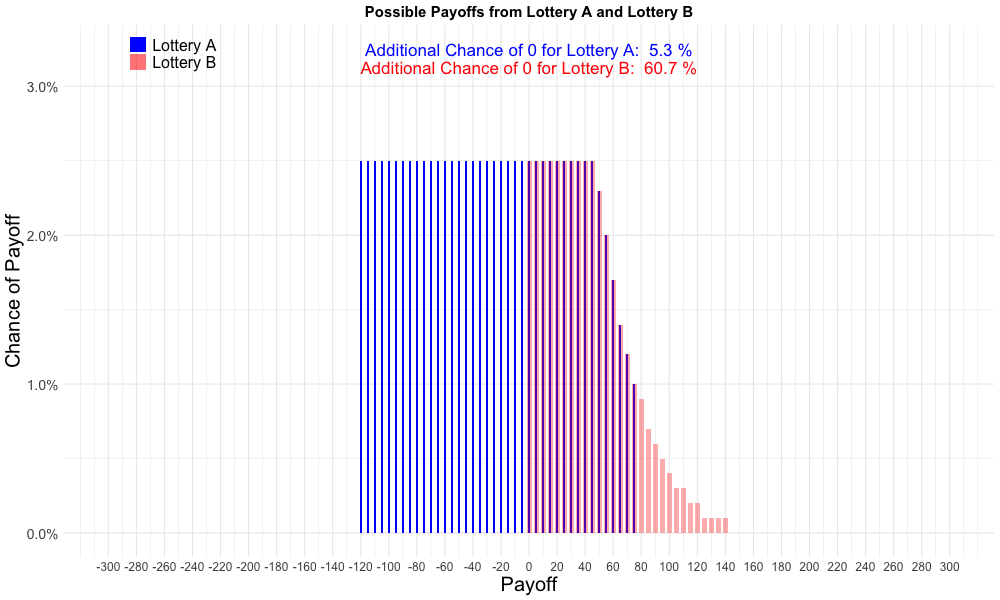 Possible Payoffs from Lottery A and Lottery B
Lottery A
Lottery B
Additional Chance of 0 for Lottery A: 5.3 %
Additional Chance of 0 for Lottery B: 60.7 %
Chance of Payoff
3.0%
2.0%
1.0%
0.0%
-300 -280 -260 -240 -220 -200 -180 -160 -140 -120 -100 -80 -60 -40 -20 0 20 40 60 80 100 120 140 160 180 200 220 240 260 280 300
Payoff